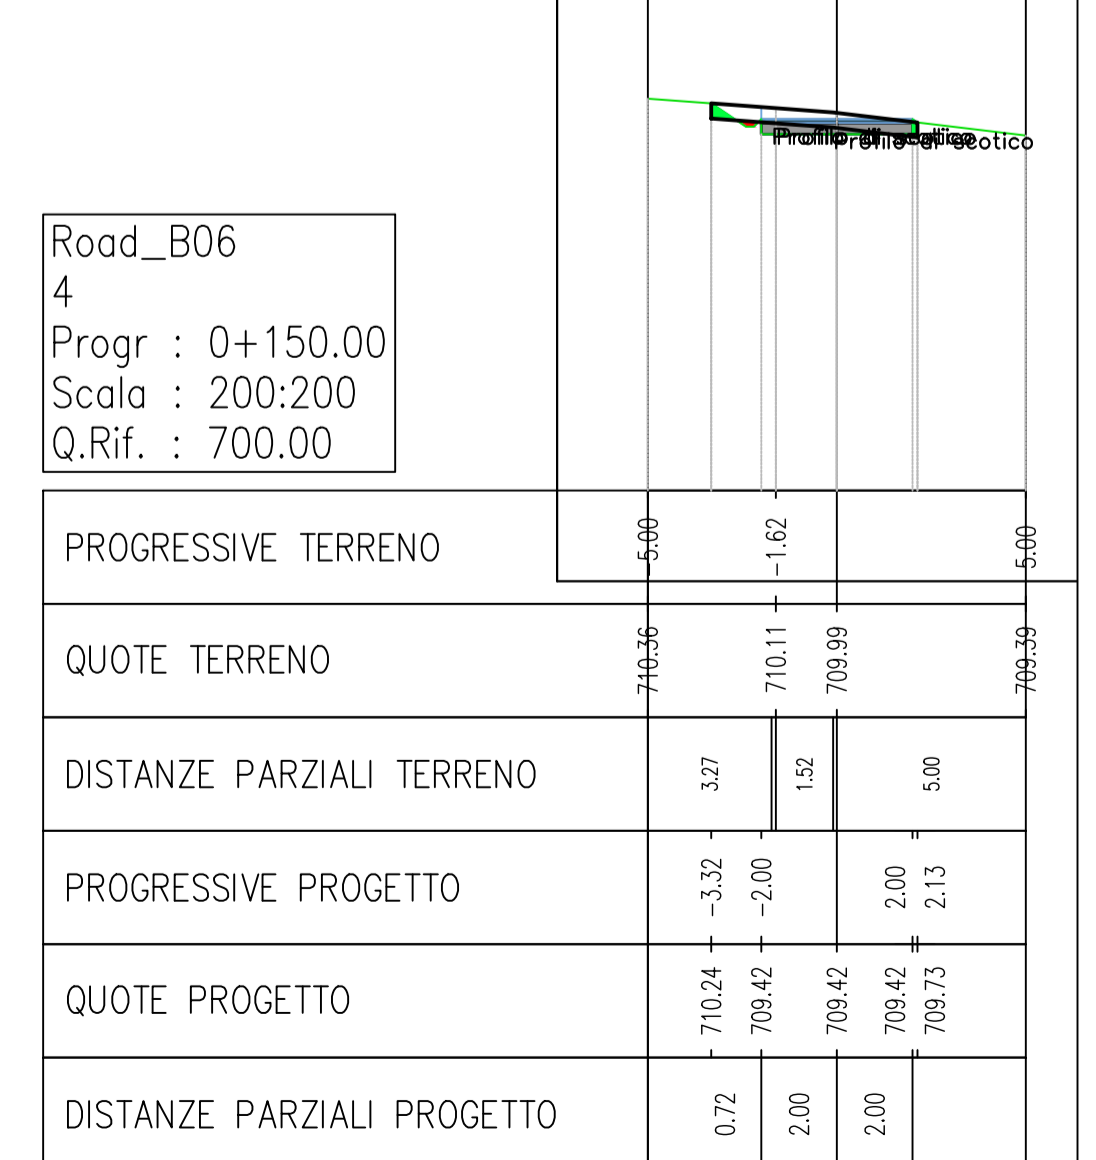 Profilo di scotico
Road_B06
4
Progr : 0+150.00
Scala : 200:200
Q.Rif. : 700.00
PROGRESSIVE TERRENO
-5.00 -1.62 5.00
QUOTE TERRENO
710.36 710.11 709.99 709.39
DISTANZE PARZIALI TERRENO
3.27 1.52 5.00
PROGRESSIVE PROGETTO
-3.32 -2.00 2.00 2.13
QUOTE PROGETTO
710.24 709.42 709.42 709.42 709.73
DISTANZE PARZIALI PROGETTO
0.72 2.00 2.00